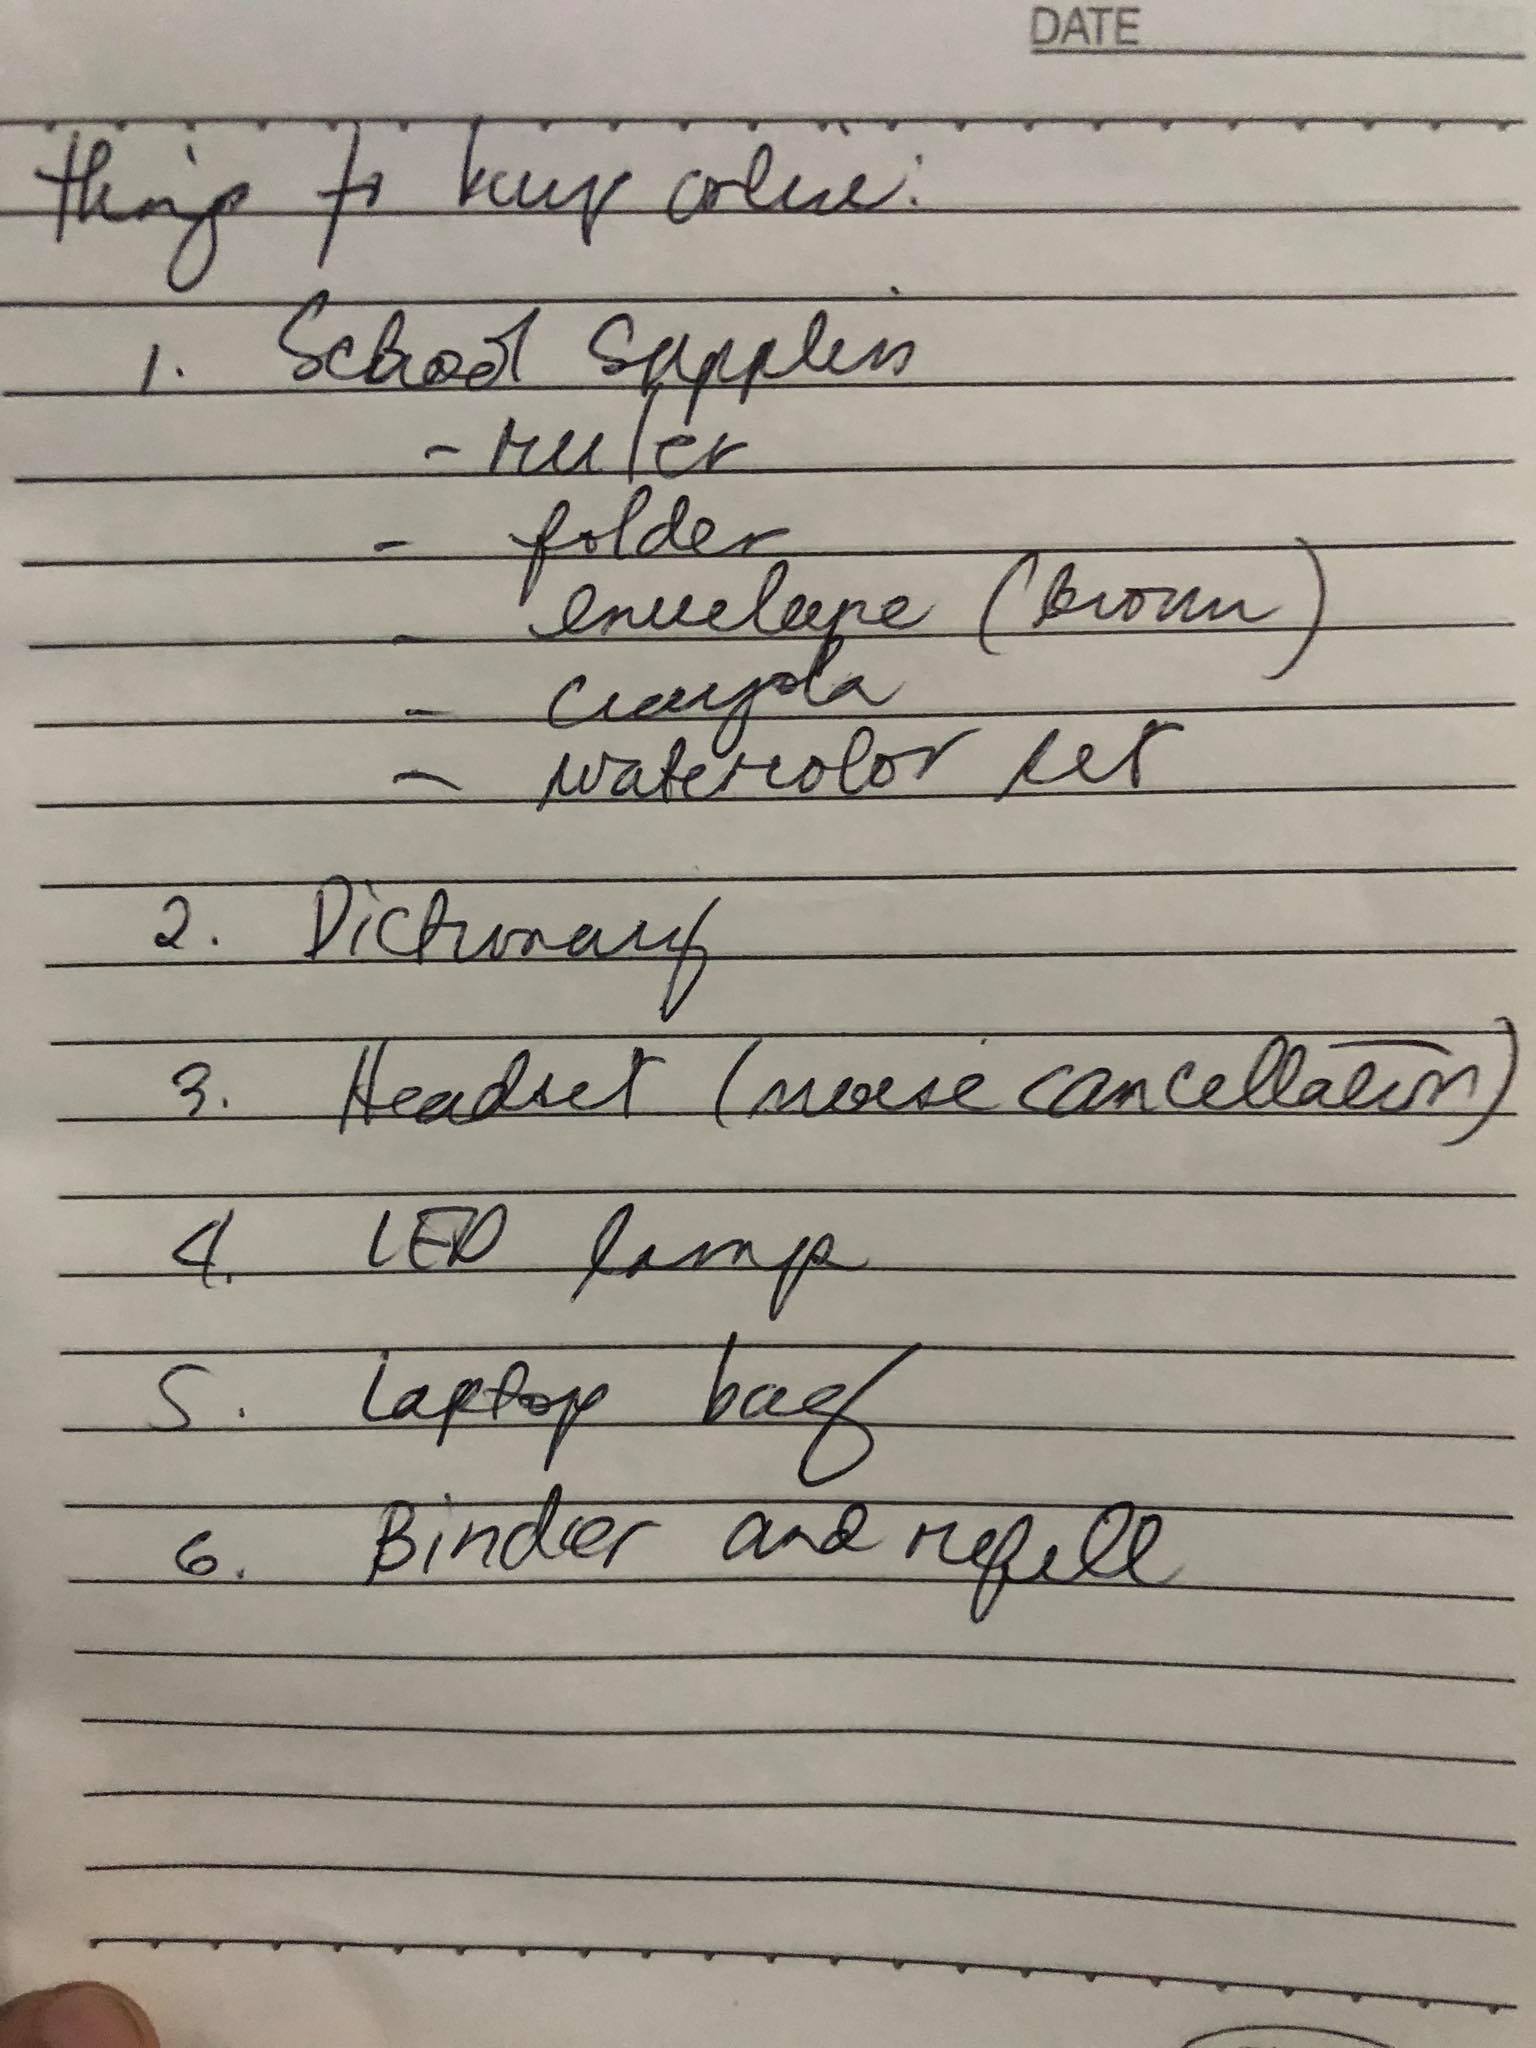 DATE
things to buy online:
1. School Supplies
- ruler
- folder
- envelope (Brown)
- crayola
- watercolor set
2. Dictionary
3. Headset (noise cancellation)
4. LED lamp
5. Laptop bag
6. Binder and refill